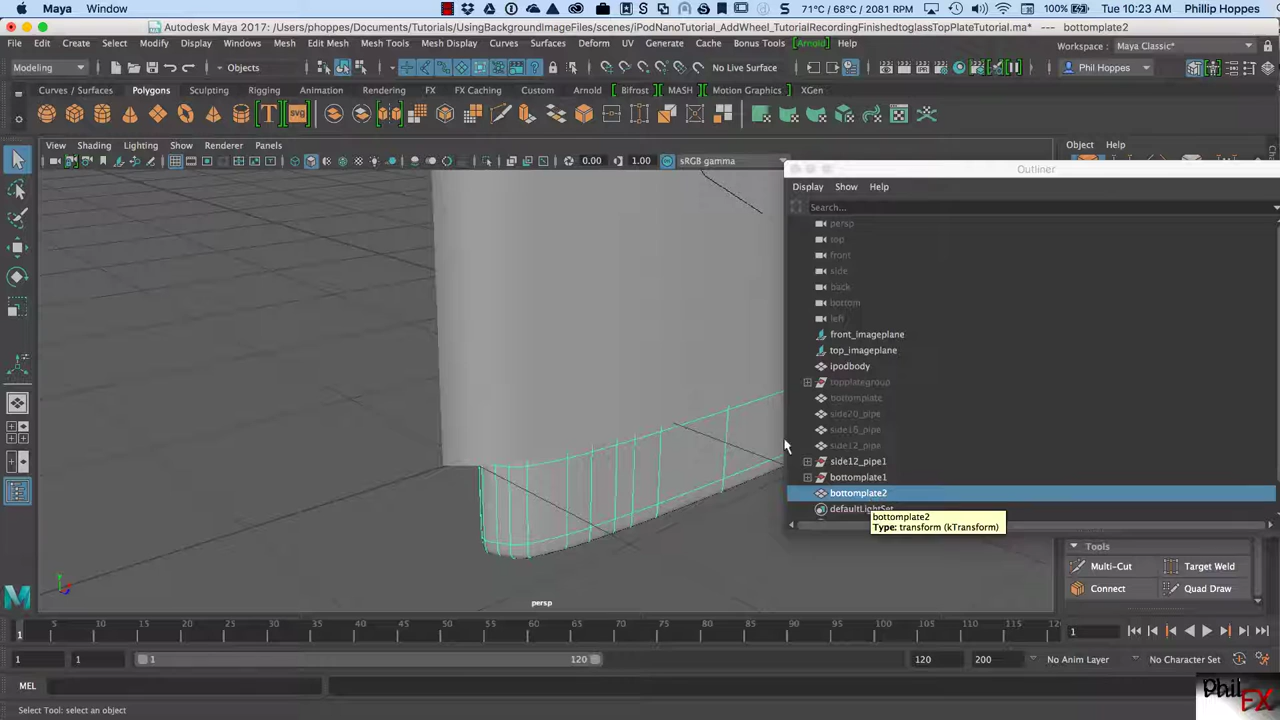 Maya Window 71°C / 68°C / 2081 RPM 100% Tue Oct 10 10:23 AM Phillip Hoppes
Autodesk Maya 2017: /Users/phoppes/Documents/Tutorials/UsingBackgroundImageFiles/scenes/iPodNanoTutorial_AddWheel_TutorialRecordingFinishedtoglassTopPlateTutorial.ma* --- bottomplate2
File Edit Create Select Modify Display Windows Mesh Edit Mesh Mesh Tools Mesh Display Curves Surfaces Deform UV Generate Cache Bonus Tools Arnold Help Workspace : Maya Classic*
Modeling Objects No Live Surface Phil Hoppes
Curves / Surfaces Polygons Sculpting Rigging Animation Rendering FX FX Caching Custom Arnold Bifrost MASH Motion Graphics XGen
T SVG
View Shading Lighting Show Renderer Panels Object Help
0.00 1.00 sRGB gamma
Outliner
Display Show Help
Search...
persp
top
front
side
back
bottom
left
front_imageplane
top_imageplane
ipodbody
topplategroup
bottomplate
side20_pipe
side16_pipe
side12_pipe
side12_pipe1
bottomplate1
bottomplate2
defaultLightSet
bottomplate2
Type: transform (kTransform)
Tools
Multi-Cut Target Weld
Connect Quad Draw
persp
5 10 15 20 25 30 35 40 45 50 55 60 65 70 75 80 85 90 95 100 105 110 115 120
1 1
1 1 1 120 120 200 No Anim Layer No Character Set
MEL
Select Tool: select an object
Phil FX